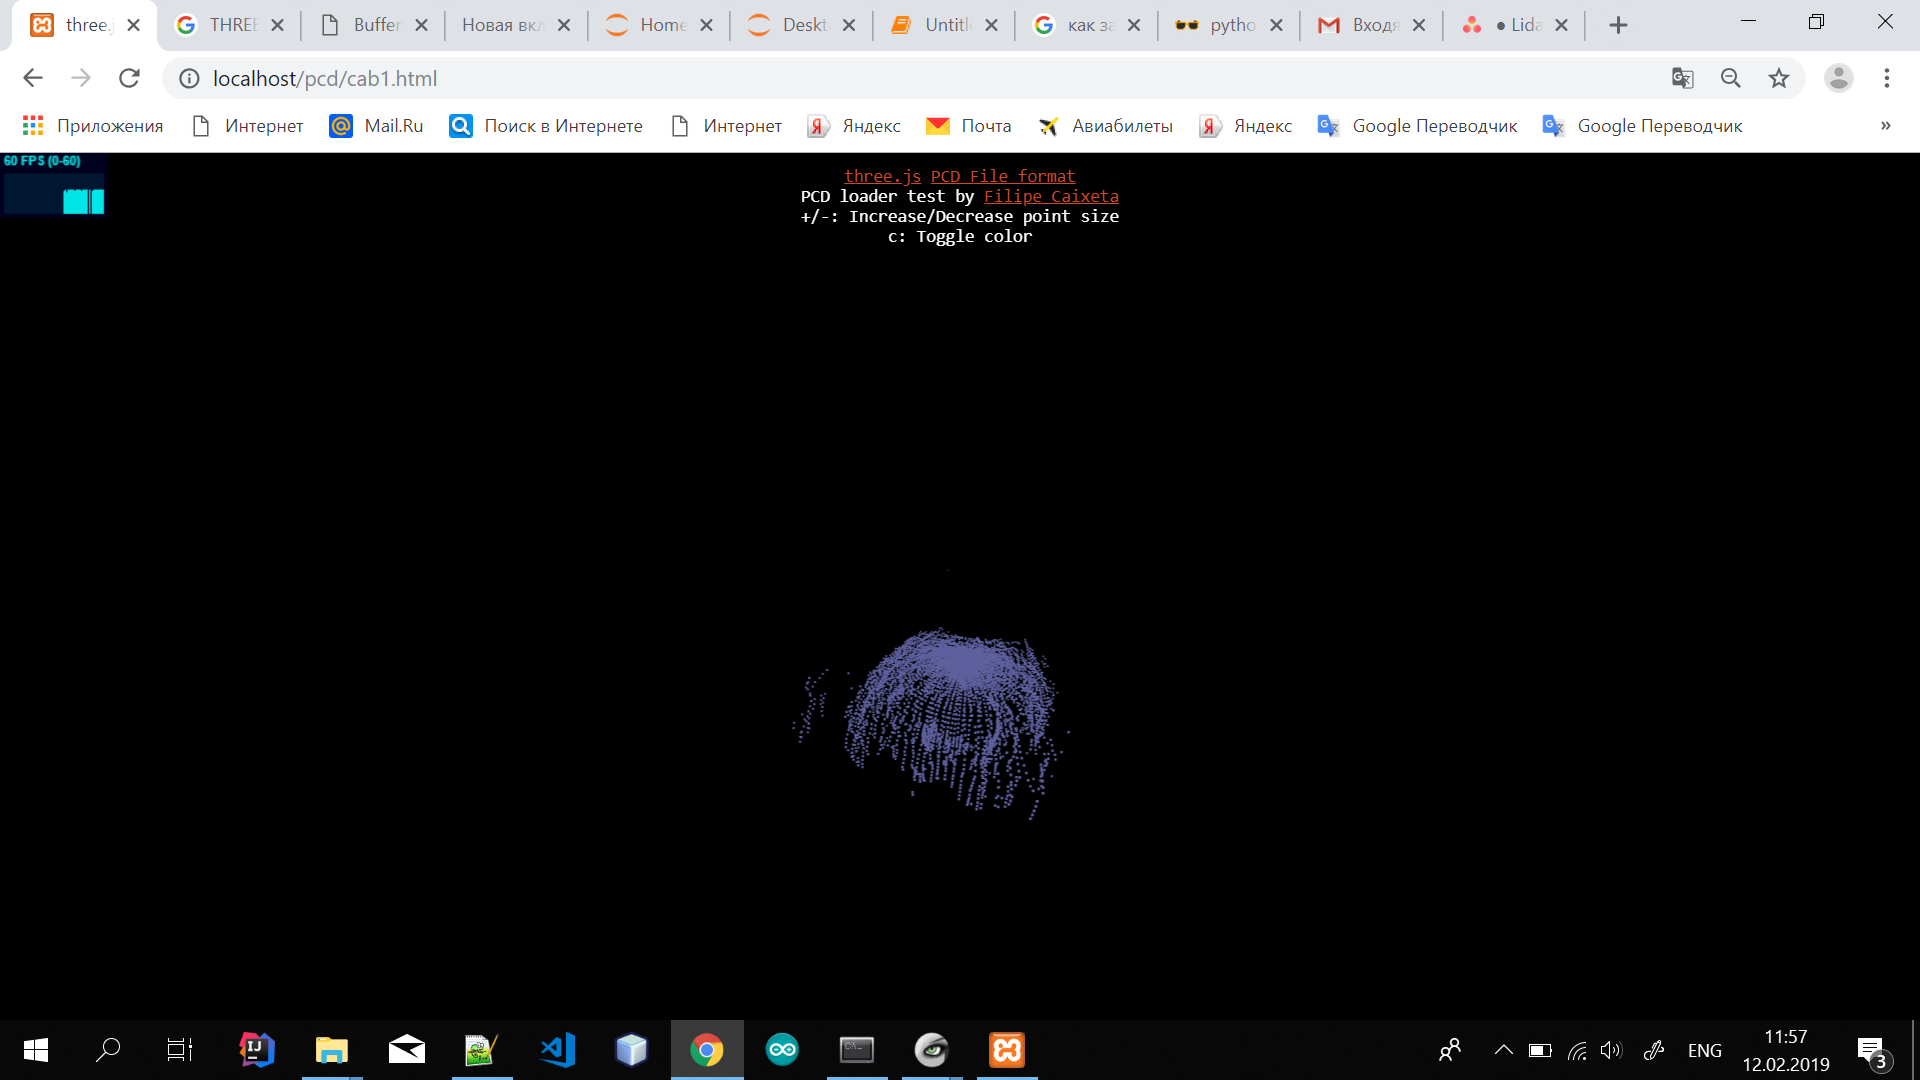 three.j
THREE
Buffer
Новая вкл
Home
Deskt
Untitle
как за
pytho
Входя
● Lida
localhost/pcd/cab1.html
Приложения
Интернет
Mail.Ru
Поиск в Интернете
Интернет
Яндекс
Почта
Авиабилеты
Яндекс
Google Переводчик
Google Переводчик
»
60 FPS (0-60)
three.js PCD File format
PCD loader test by Filipe Caixeta
+/-: Increase/Decrease point size
c: Toggle color
ENG
11:57
12.02.2019
3